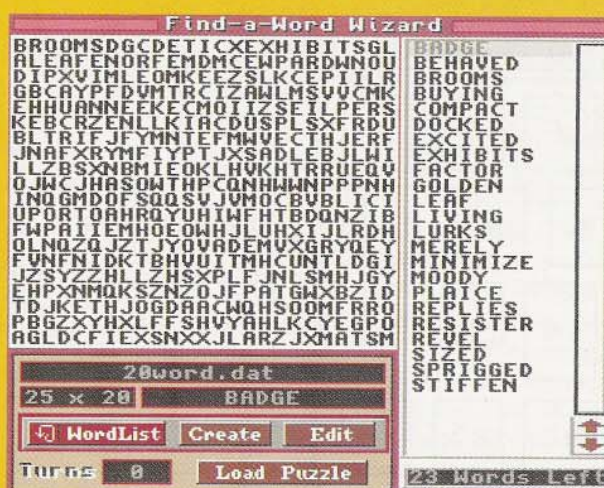 Find-a-Word Wizard
BROOMSDGCDETICXEXHIBITSGL
ALEAFENORFEMDMCEWPARDWNOU
DIPXVIMLEOMKEEZSLKCEPIILR
GBCAYPFDVMTRCIZAWLMSVVCMK
EHHUANNEEKECMOIIZSEILPERS
KEBCRZENLLKIACDUSPLSXFRDU
BLTRIFJFYMNTEFMWVECTHJERF
JNAFXRYMFIYPTJXSADLEBJLWI
LLZBSXNBMIEOKLHVKHTRRUEQV
OJWCJHASOWTHPCQNHWWNPPPNH
INQGMDOFSQQSVJVMOCBVBLICI
UPORTOAHRQYUHIWFHTBDQNZIB
FWPAIIEMHOEOWHJLUHXIJLRDH
OLNQZQJZTJYOVADEMVXGRYQEY
FVNFNIDKTBHVUITMHCUNTLDGI
JZSYZZHLLZHSXPLFJNLSMHJGY
EHPXNMQKSZNZOJFPATGWXBZID
TDJKETHJOGDAACWQHSOOMFRRO
PBGZXYHXLFFSHVYAHLKCYEGPO
AGLDCFIEXSNXXJLARZJXMATSM
BADGE
BEHAVED
BROOMS
BUYING
COMPACT
DOCKED
EXCITED
EXHIBITS
FACTOR
GOLDEN
LEAF
LIVING
LURKS
MERELY
MINIMIZE
MOODY
PLAICE
REPLIES
RESISTER
REVEL
SIZED
SPRIGGED
STIFFEN
20word.dat
25 x 20 BADGE
WordList Create Edit
Turns 0 Load Puzzle
23 Words Left